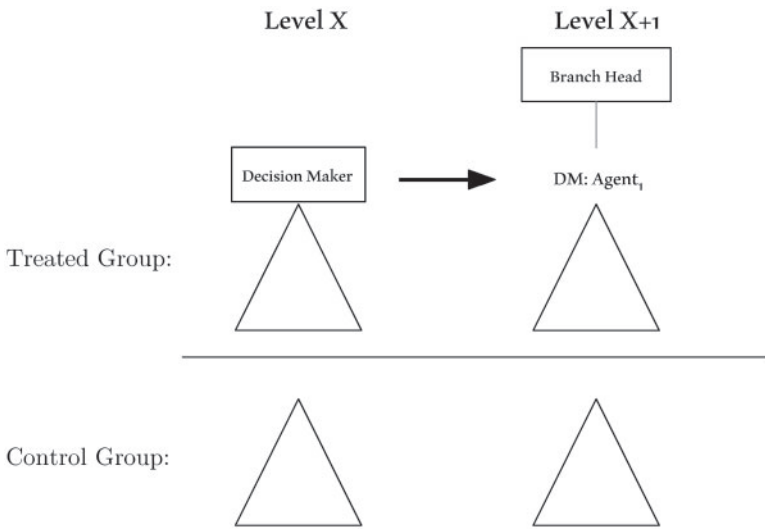 Level X
Level X+1
Branch Head
Decision Maker
DM: Agent₁
Treated Group:
Control Group: